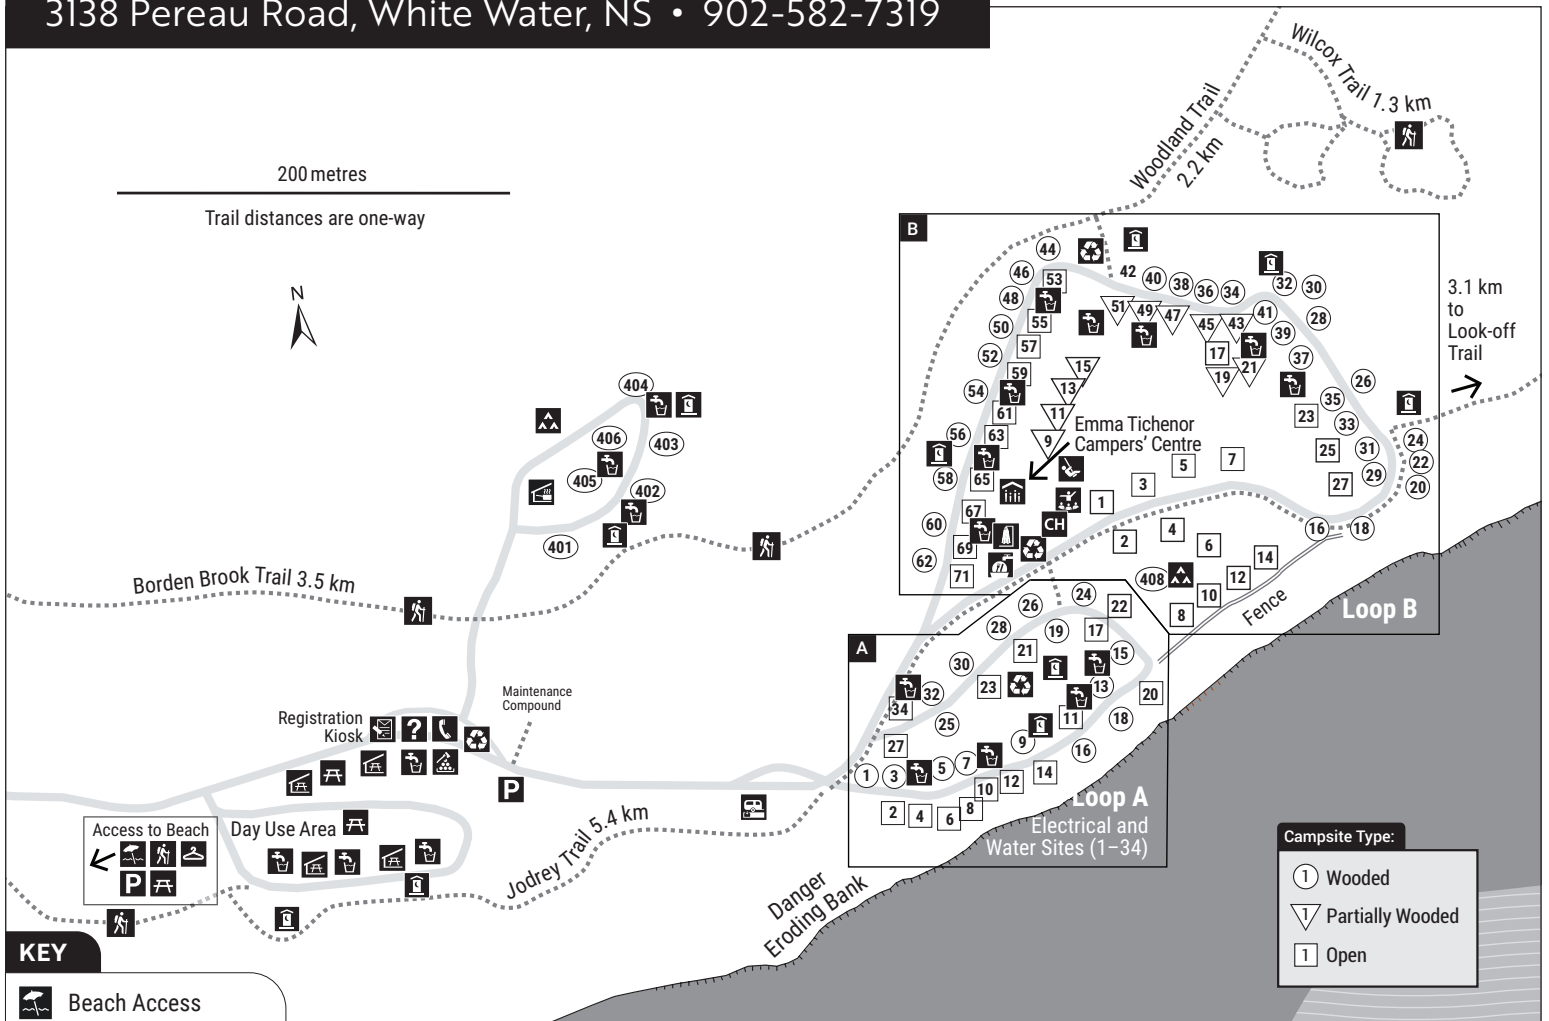 3138 Pereau Road, White Water, NS • 902-582-7319
Wilcox Trail 1.3 km
Woodland Trail
2.2 km
200 metres
Trail distances are one-way
N
3.1 km
to
Look-off
Trail
B
44
46
53
42
40
38
36
34
32
30
48
51
49
47
45
43
41
28
50
55
39
52
57
17
37
54
59
15
19
21
26
13
35
61
11
23
33
Emma Tichenor
Campers' Centre
56
63
9
25
31
24
58
65
5
7
29
22
3
27
20
67
1
CH
60
69
2
4
16
18
62
71
6
14
408
12
10
8
Fence
Loop B
404
406
403
405
402
401
Borden Brook Trail 3.5 km
A
24
26
22
28
19
17
21
15
30
23
13
32
20
34
11
18
25
9
16
27
1
3
5
7
14
12
10
2
4
6
8
Loop A
Electrical and
Water Sites (1–34)
Maintenance
Compound
Registration
Kiosk
?
P
Jodrey Trail 5.4 km
Access to Beach
P
Day Use Area
Danger
Eroding Bank
Campsite Type:
1 Wooded
1 Partially Wooded
1 Open
KEY
Beach Access